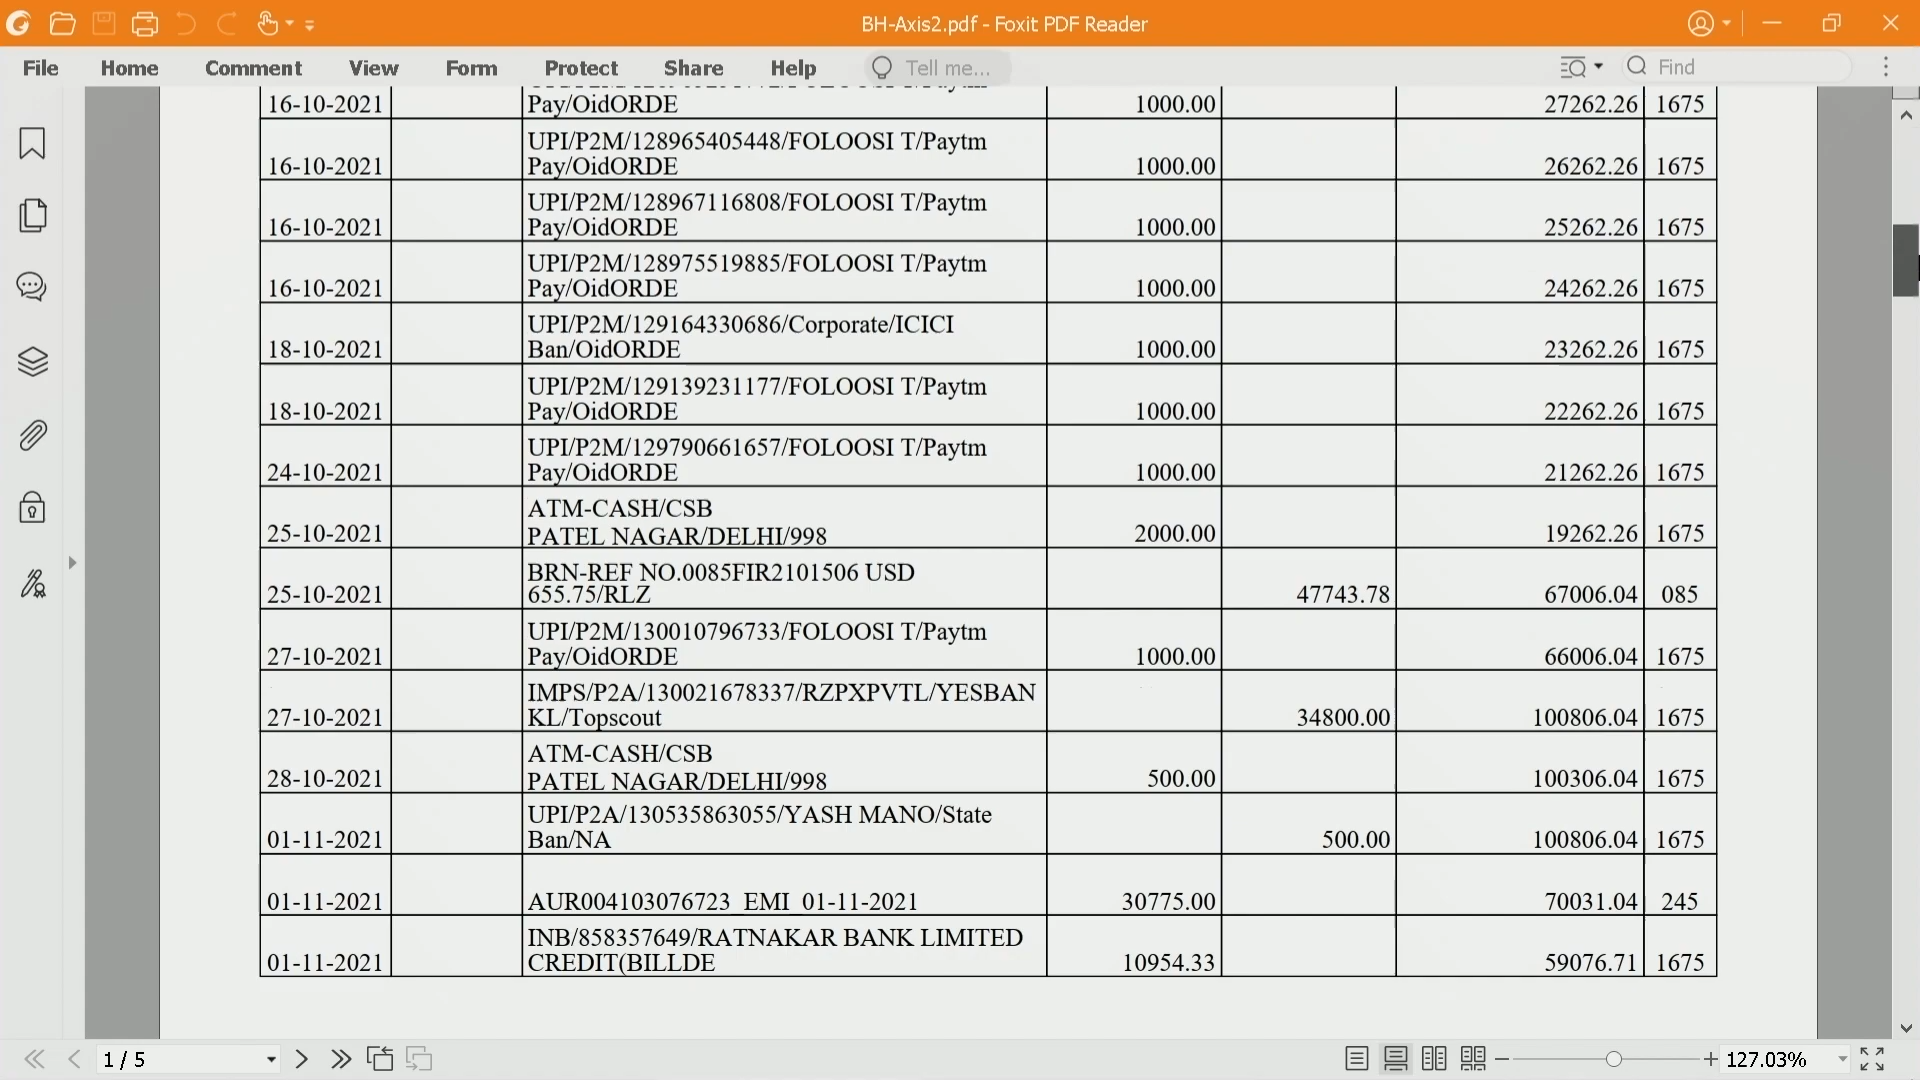 BH-Axis2.pdf - Foxit PDF Reader
File Home Comment View Form Protect Share Help Tell me... Find
16-10-2021 Pay/OidORDE 1000.00 27262.26 1675
UPI/P2M/128965405448/FOLOOSI T/Paytm
16-10-2021 Pay/OidORDE 1000.00 26262.26 1675
UPI/P2M/128967116808/FOLOOSI T/Paytm
16-10-2021 Pay/OidORDE 1000.00 25262.26 1675
UPI/P2M/128975519885/FOLOOSI T/Paytm
16-10-2021 Pay/OidORDE 1000.00 24262.26 1675
UPI/P2M/129164330686/Corporate/ICICI
18-10-2021 Ban/OidORDE 1000.00 23262.26 1675
UPI/P2M/129139231177/FOLOOSI T/Paytm
18-10-2021 Pay/OidORDE 1000.00 22262.26 1675
UPI/P2M/129790661657/FOLOOSI T/Paytm
24-10-2021 Pay/OidORDE 1000.00 21262.26 1675
ATM-CASH/CSB
25-10-2021 PATEL NAGAR/DELHI/998 2000.00 19262.26 1675
BRN-REF NO.0085FIR2101506 USD
25-10-2021 655.75/RLZ 47743.78 67006.04 085
UPI/P2M/130010796733/FOLOOSI T/Paytm
27-10-2021 Pay/OidORDE 1000.00 66006.04 1675
IMPS/P2A/130021678337/RZPXPVTL/YESBAN
27-10-2021 KL/Topscout 34800.00 100806.04 1675
ATM-CASH/CSB
28-10-2021 PATEL NAGAR/DELHI/998 500.00 100306.04 1675
UPI/P2A/130535863055/YASH MANO/State
01-11-2021 Ban/NA 500.00 100806.04 1675
01-11-2021 AUR004103076723_EMI_01-11-2021 30775.00 70031.04 245
INB/858357649/RATNAKAR BANK LIMITED
01-11-2021 CREDIT(BILLDE 10954.33 59076.71 1675
1 / 5 127.03%